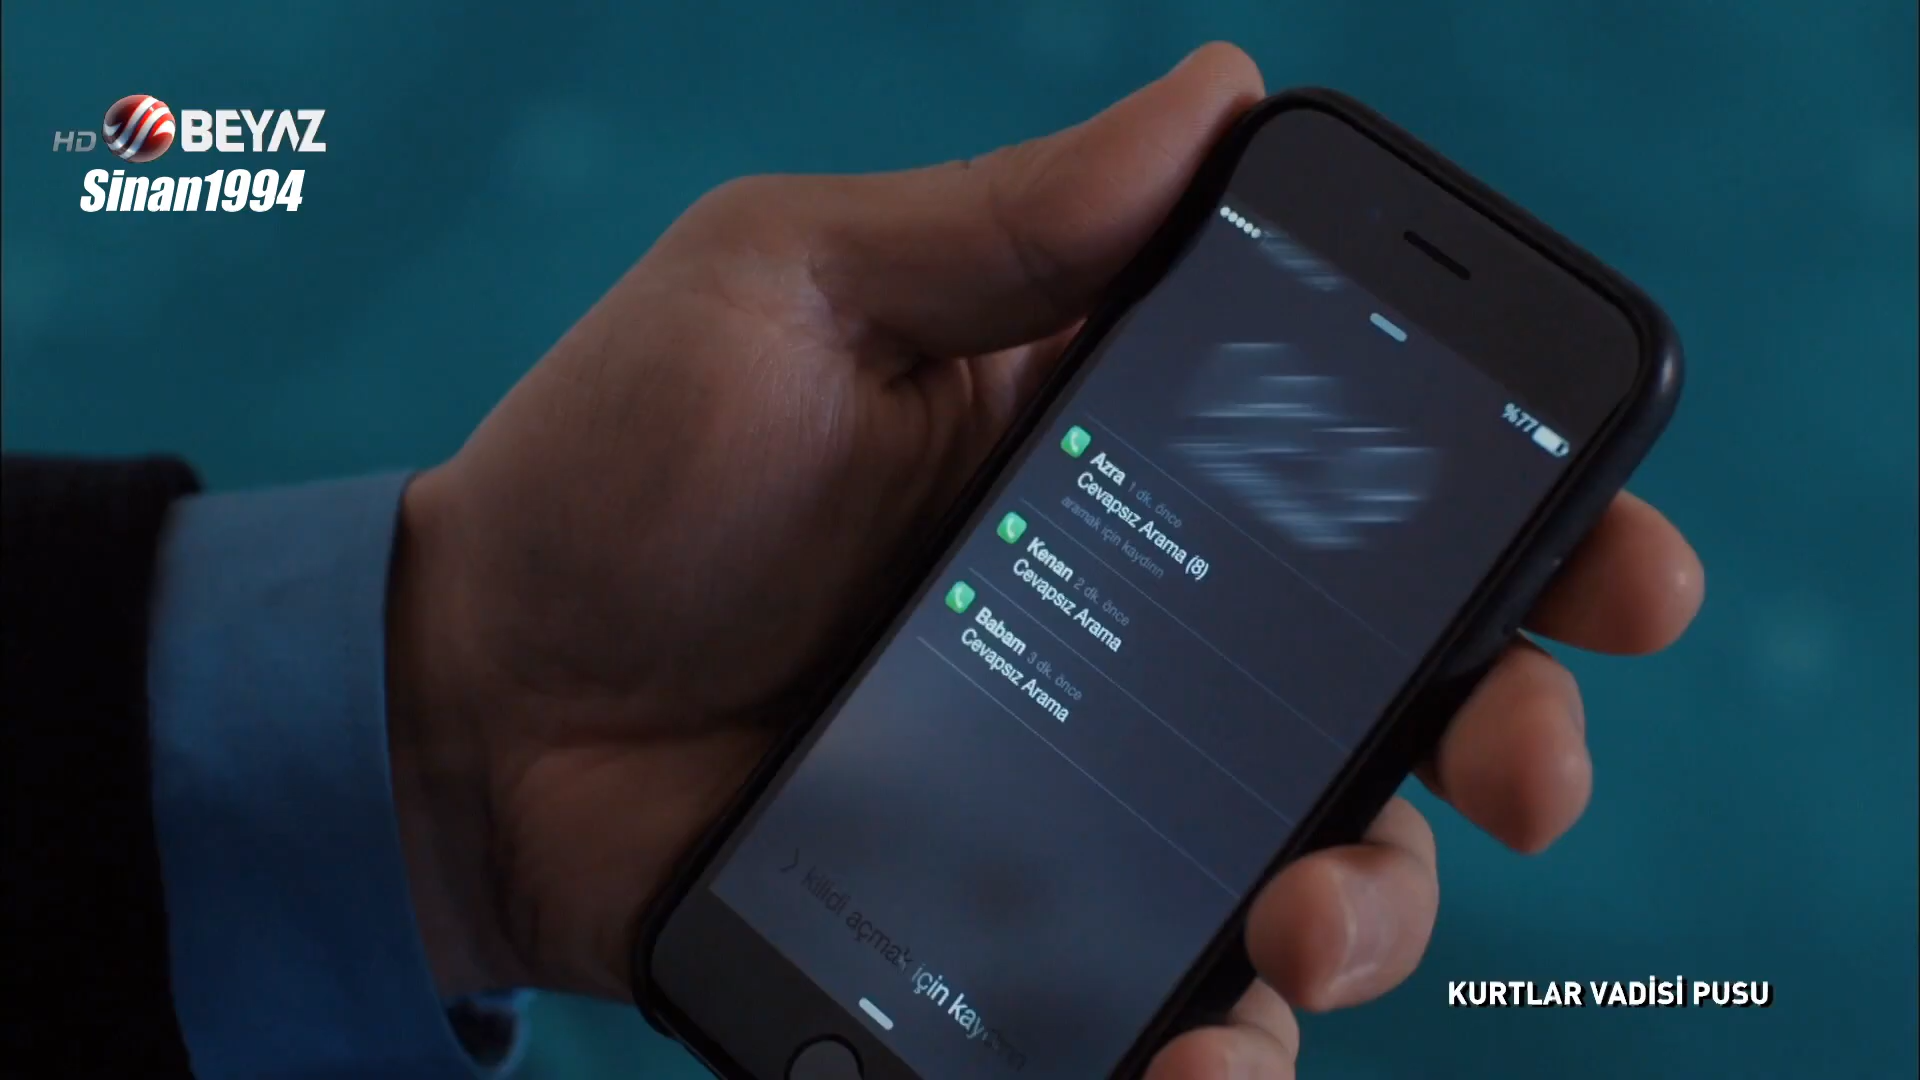 HD BEYAZ
Sinan1994
%77
Azra 1 dk. önce
Cevapsız Arama (8)
aramak için kaydırın
Kenan 2 dk. önce
Cevapsız Arama
Babam 3 dk. önce
Cevapsız Arama
kilidi açmak için kaydırın
KURTLAR VADİSİ PUSU